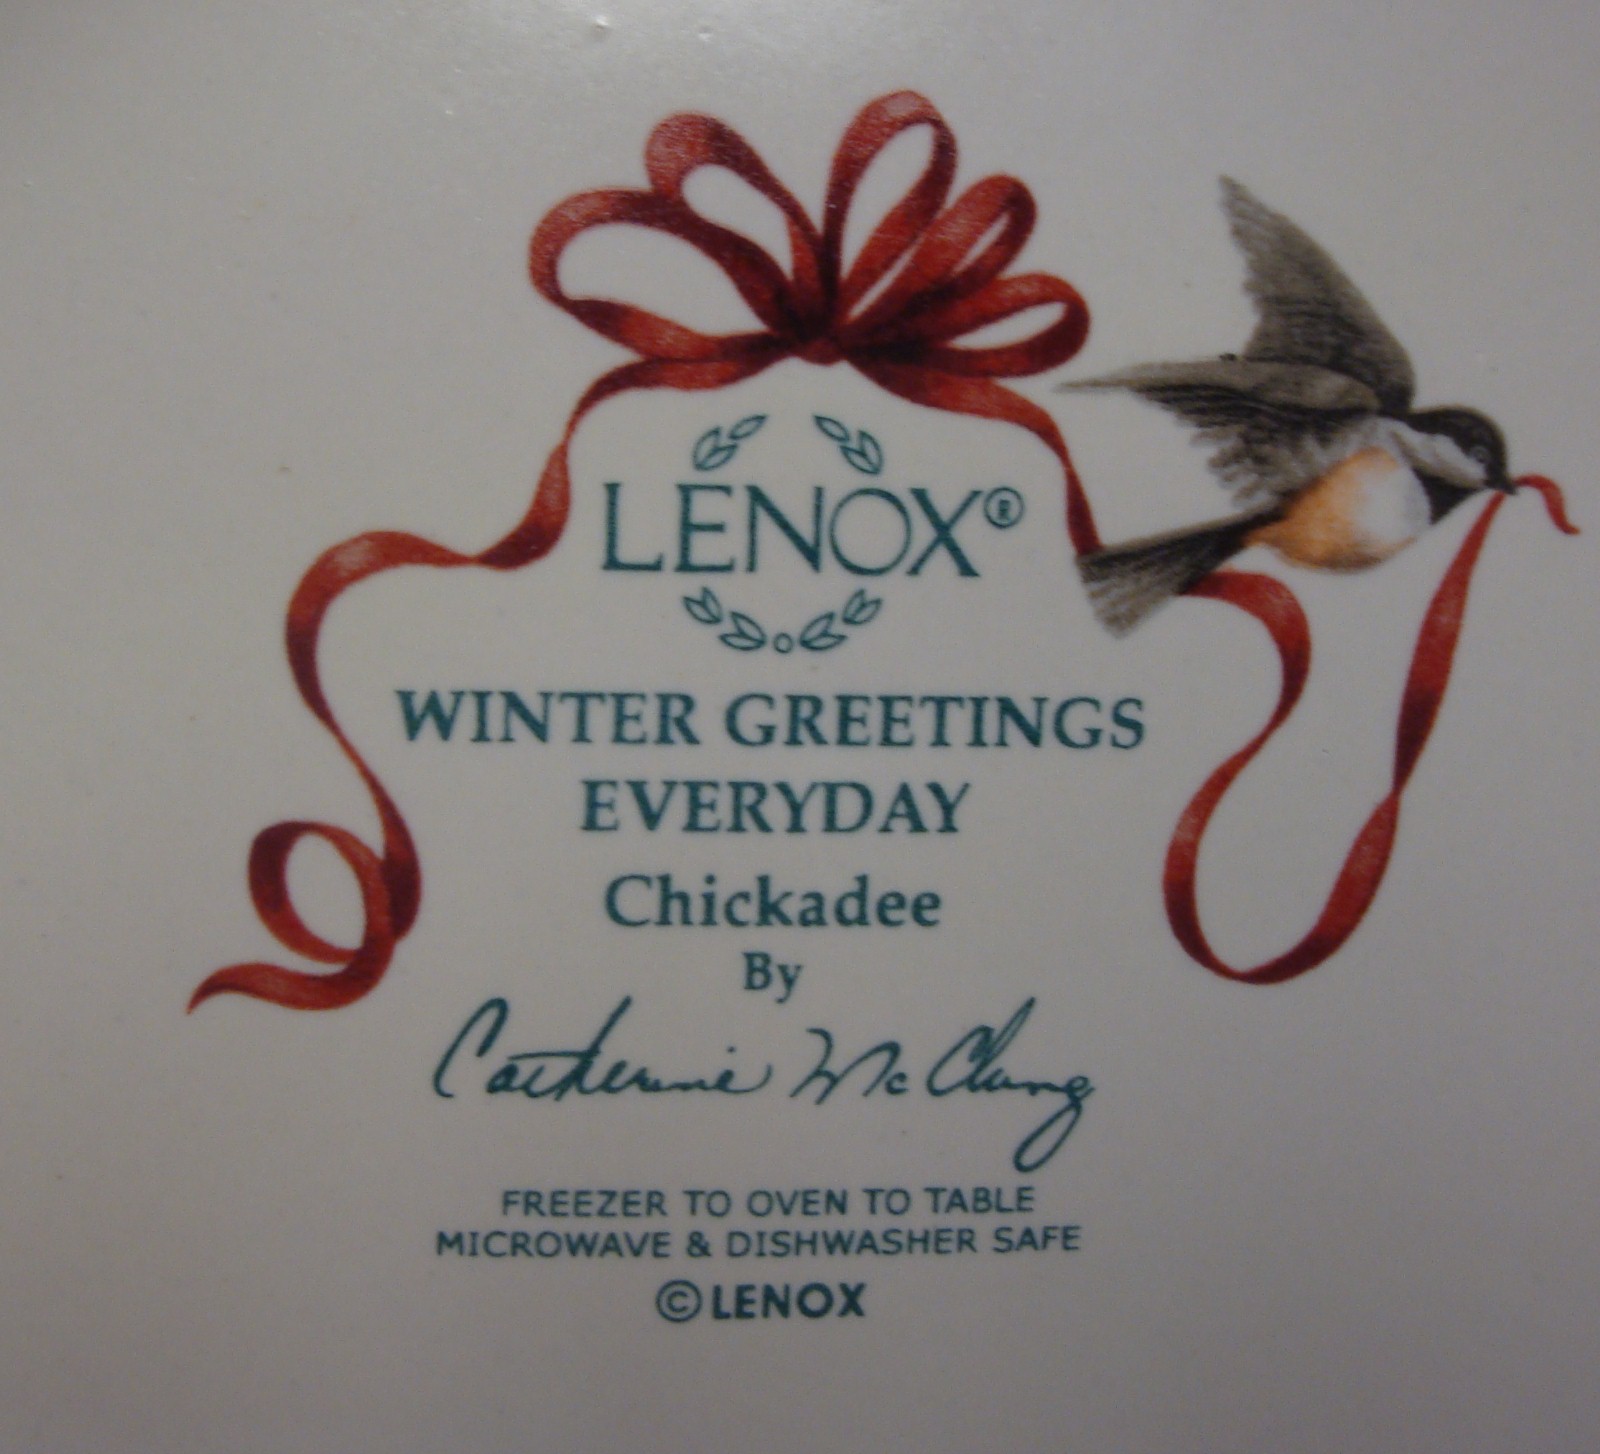 LENOX®
WINTER GREETINGS
EVERYDAY
Chickadee
By
Catherine McClung
FREEZER TO OVEN TO TABLE
MICROWAVE & DISHWASHER SAFE
©LENOX